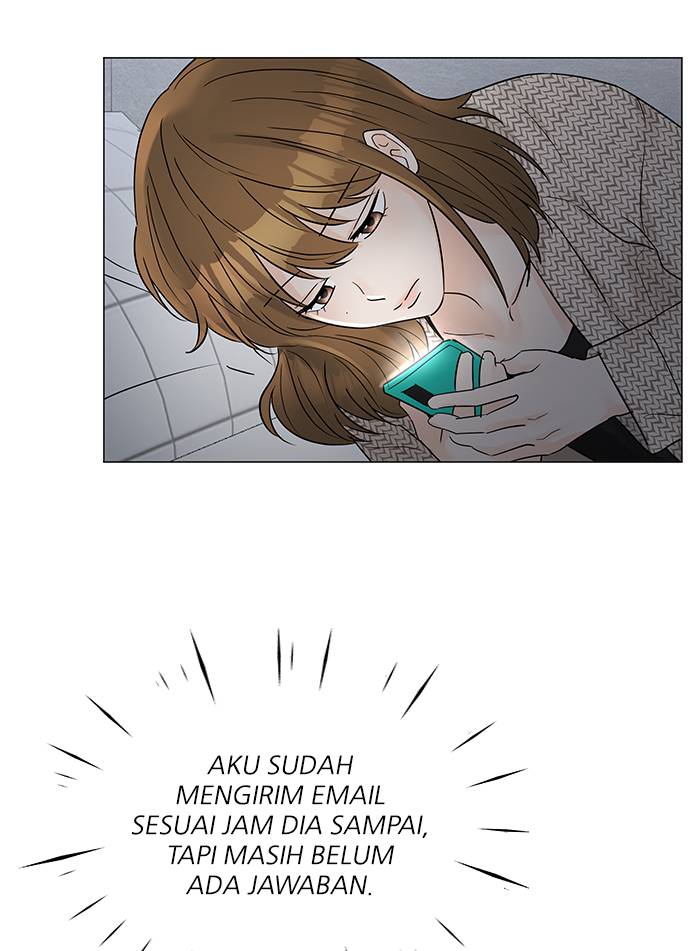 AKU SUDAH
MENGIRIM EMAIL
SESUAI JAM DIA SAMPAI,
TAPI MASIH BELUM
ADA JAWABAN.